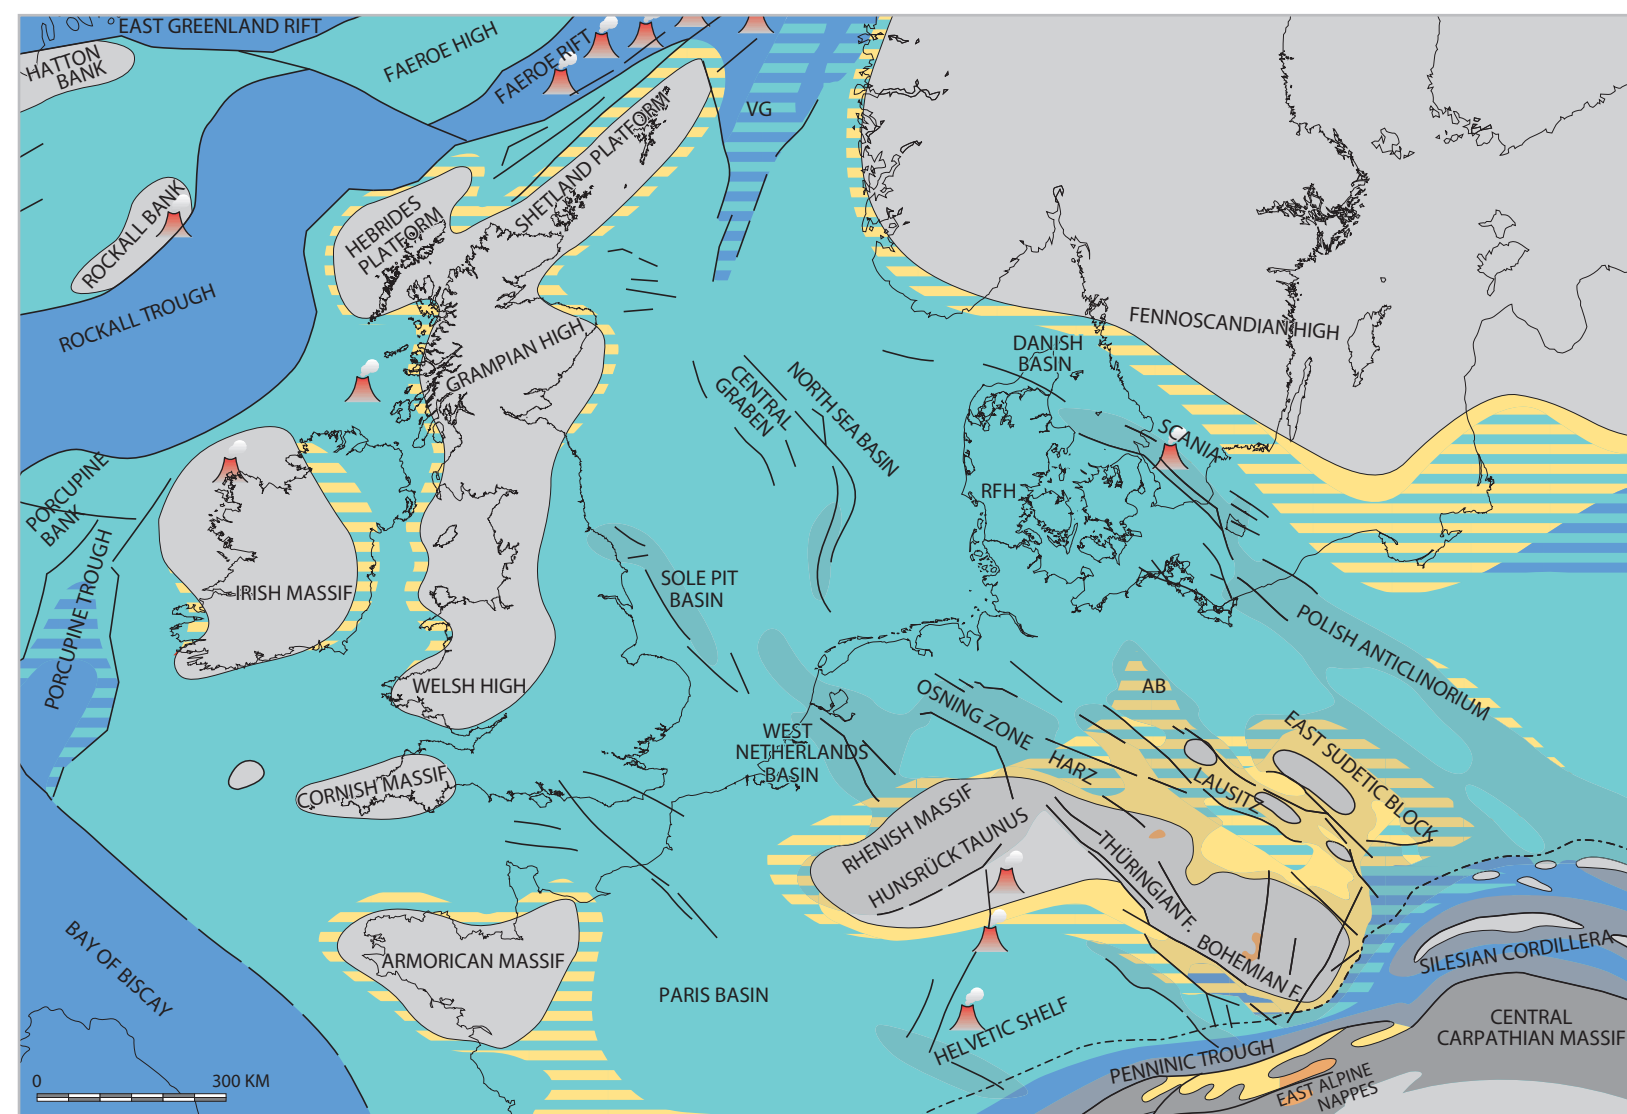 EAST GREENLAND RIFT
HATTON
BANK
FAEROE HIGH
FAEROE RIFT
VG
SHETLAND PLATFORM
HEBRIDES
PLATFORM
ROCKALL BANK
ROCKALL TROUGH
GRAMPIAN HIGH
FENNOSCANDIAN HIGH
DANISH
BASIN
CENTRAL
GRABEN
NORTH SEA BASIN
SCANIA
PORCUPINE
BANK
RFH
IRISH MASSIF
SOLE PIT
BASIN
PORCUPINE TROUGH
POLISH ANTICLINORIUM
WELSH HIGH
AB
OSNING ZONE
WEST
NETHERLANDS
BASIN
EAST SUDETIC BLOCK
HARZ
LAUSITZ
CORNISH MASSIF
RHENISH MASSIF
HUNSRÜCK TAUNUS
THÜRINGIAN F.
BOHEMIAN F.
BAY OF BISCAY
ARMORICAN MASSIF
PARIS BASIN
SILESIAN CORDILLERA
HELVETIC SHELF
CENTRAL
CARPATHIAN MASSIF
PENNINIC TROUGH
EAST ALPINE
NAPPES
0 300 KM